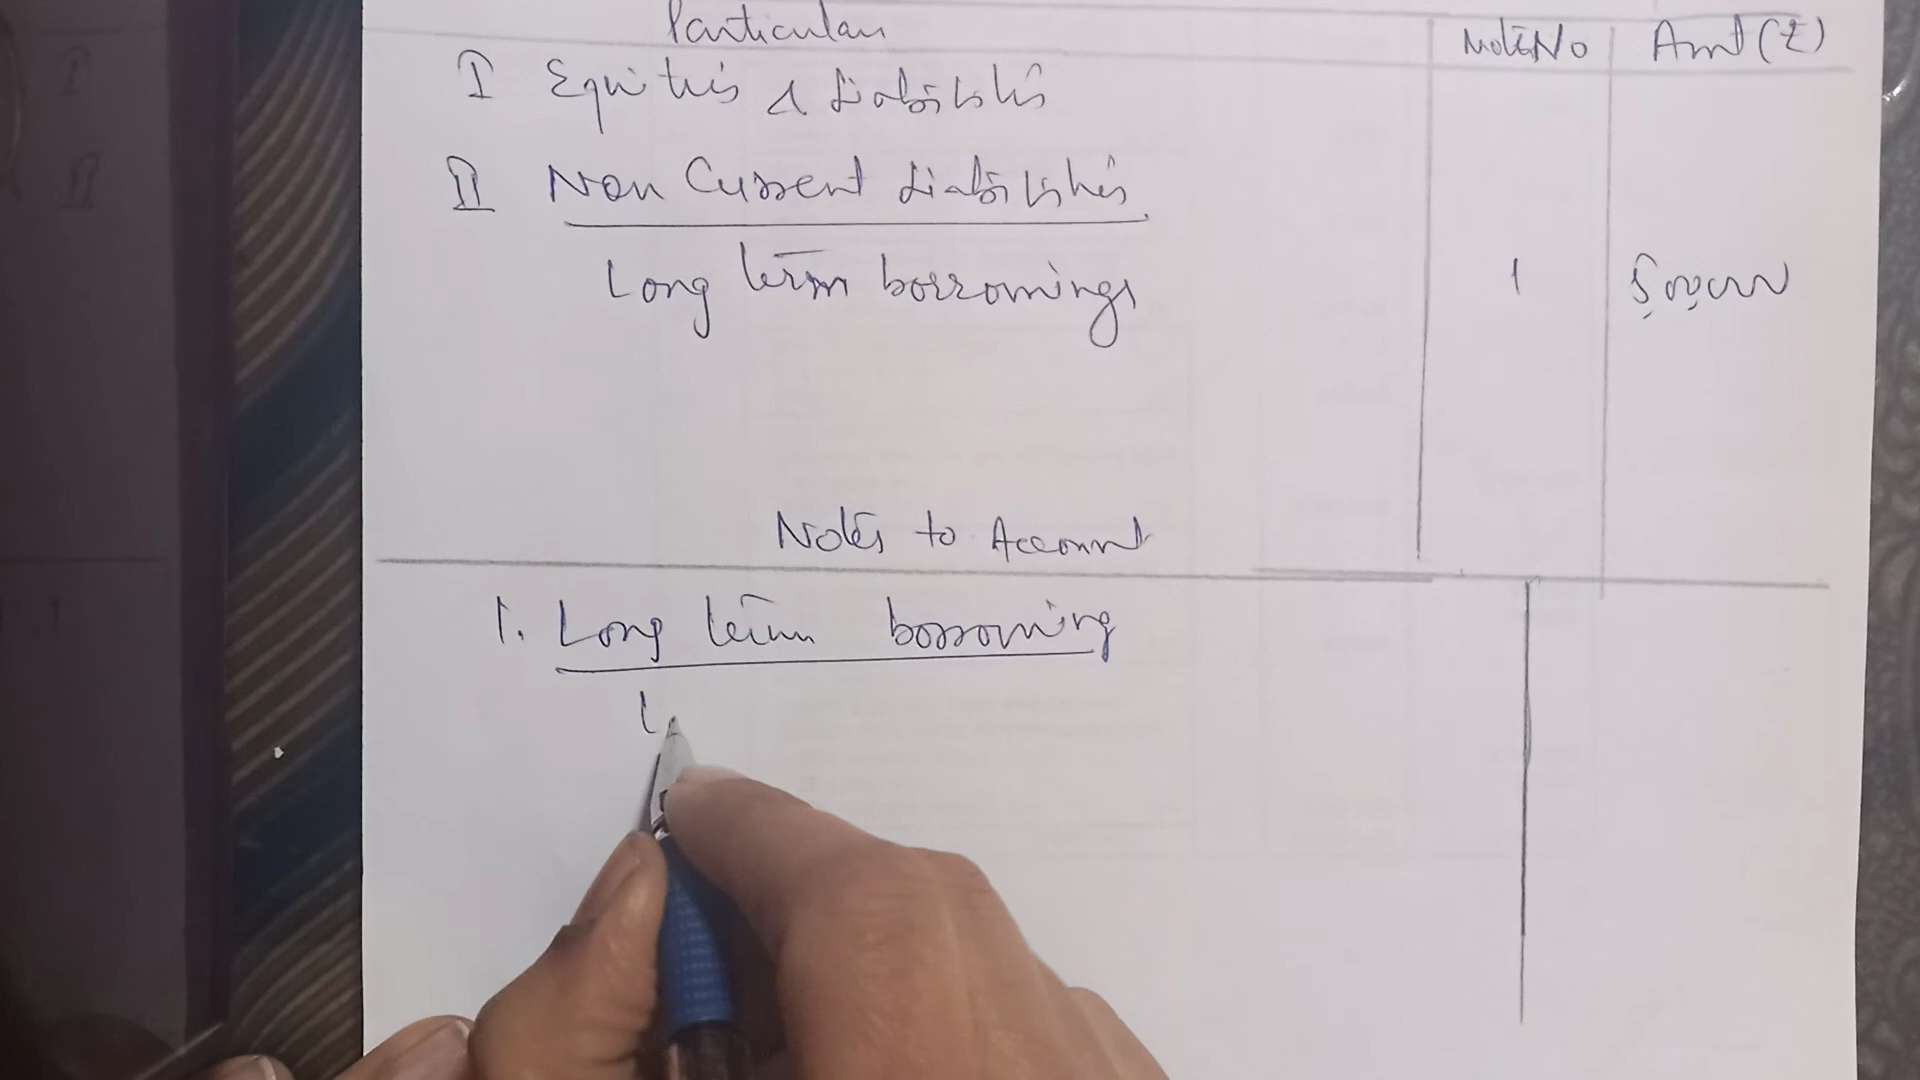 Particulars Note No Amt (₹)
I Equities & Liabilities
II Non Current Liabilities
Long term borrowings 1
Notes to Account
1. Long term borrowing